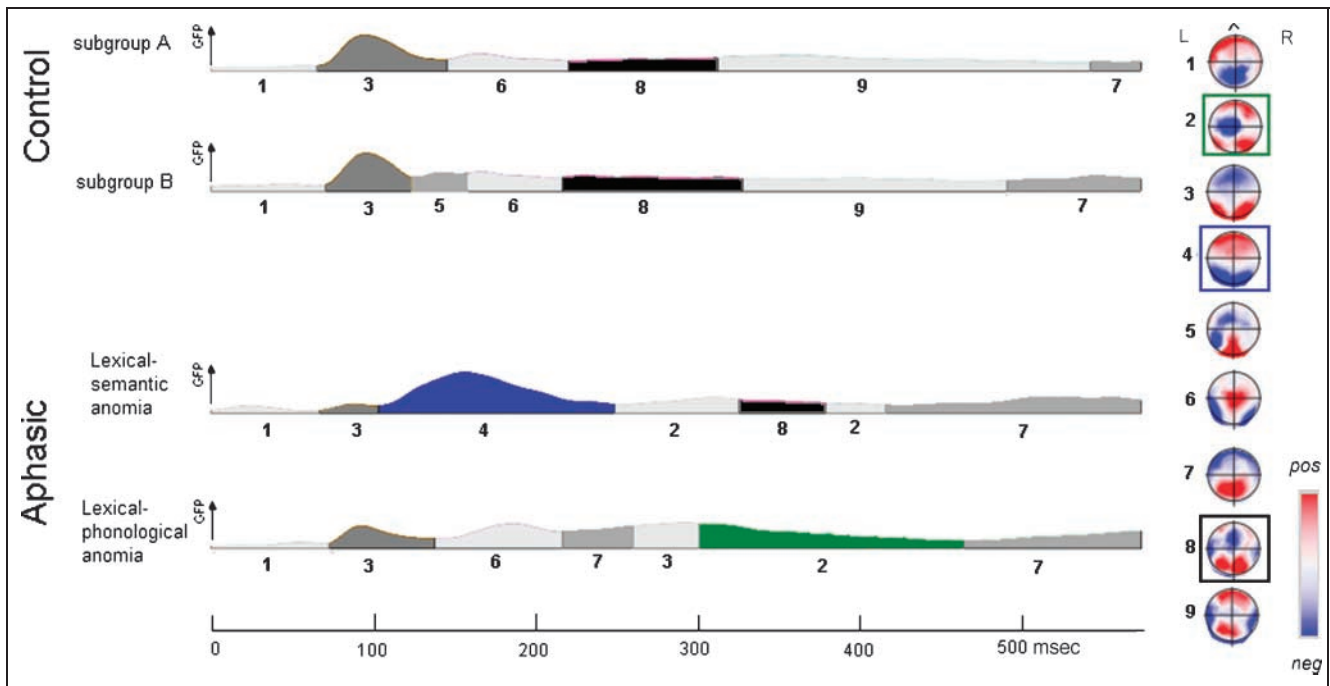 Control
subgroup A
GFP
1 3 6 8 9 7
subgroup B
GFP
1 3 5 6 8 9 7
Aphasic
Lexical-
semantic
anomia
GFP
1 3 4 2 8 2 7
Lexical-
phonological
anomia
GFP
1 3 6 7 3 2 7
0 100 200 300 400 500 msec
L ^ R
1
2
3
4
5
6
7
8
9
pos
neg